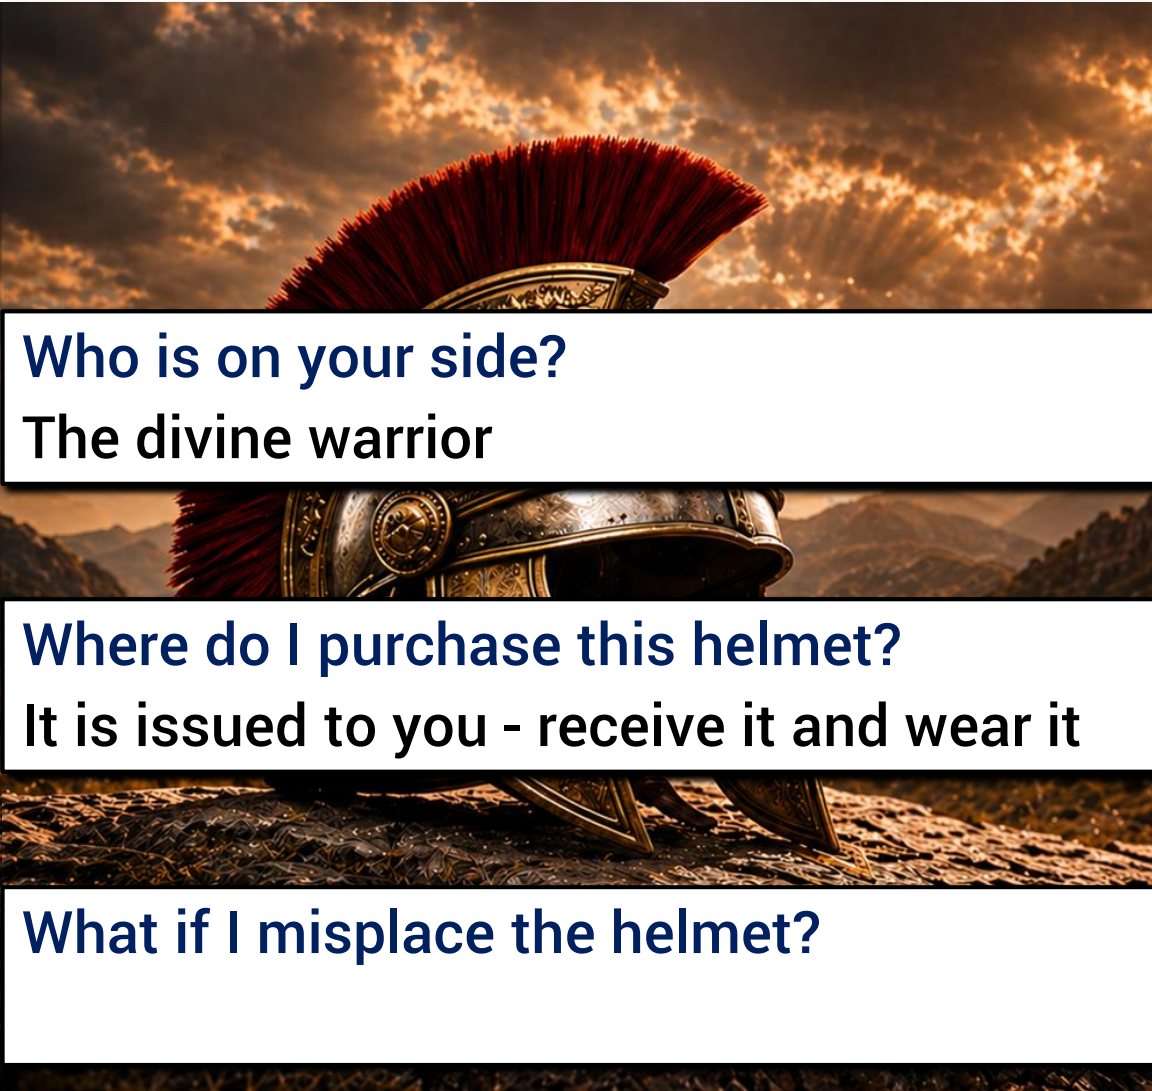 Who is on your side?
The divine warrior
Where do I purchase this helmet?
It is issued to you - receive it and wear it
What if I misplace the helmet?